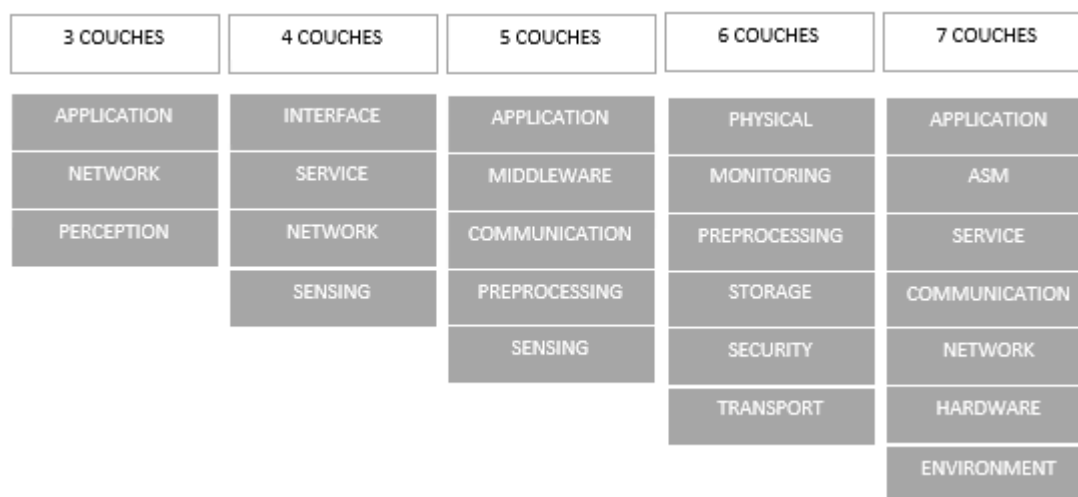 3 COUCHES
4 COUCHES
5 COUCHES
6 COUCHES
7 COUCHES
APPLICATION
NETWORK
PERCEPTION
INTERFACE
SERVICE
NETWORK
SENSING
APPLICATION
MIDDLEWARE
COMMUNICATION
PREPROCESSING
SENSING
PHYSICAL
MONITORING
PREPROCESSING
STORAGE
SECURITY
TRANSPORT
APPLICATION
ASM
SERVICE
COMMUNICATION
NETWORK
HARDWARE
ENVIRONMENT